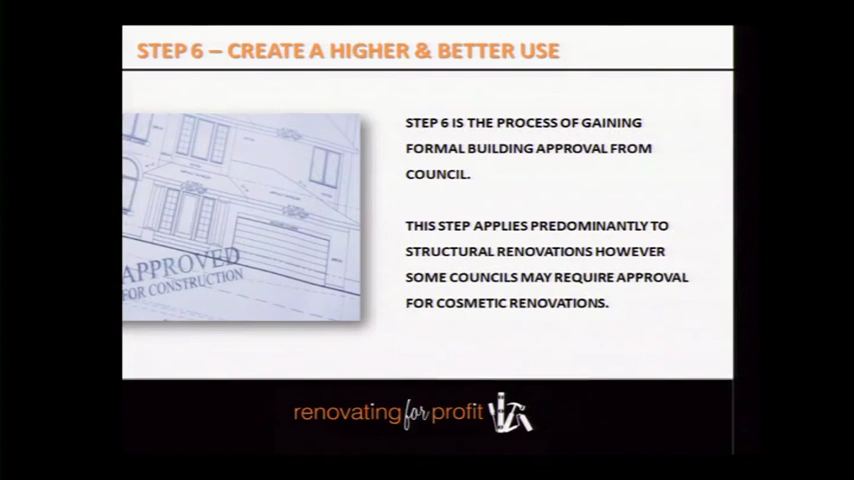 STEP 6 – CREATE A HIGHER & BETTER USE
STEP 6 IS THE PROCESS OF GAINING
FORMAL BUILDING APPROVAL FROM
COUNCIL.
THIS STEP APPLIES PREDOMINANTLY TO
STRUCTURAL RENOVATIONS HOWEVER
SOME COUNCILS MAY REQUIRE APPROVAL
FOR COSMETIC RENOVATIONS.
APPROVED
FOR CONSTRUCTION
renovating for profit